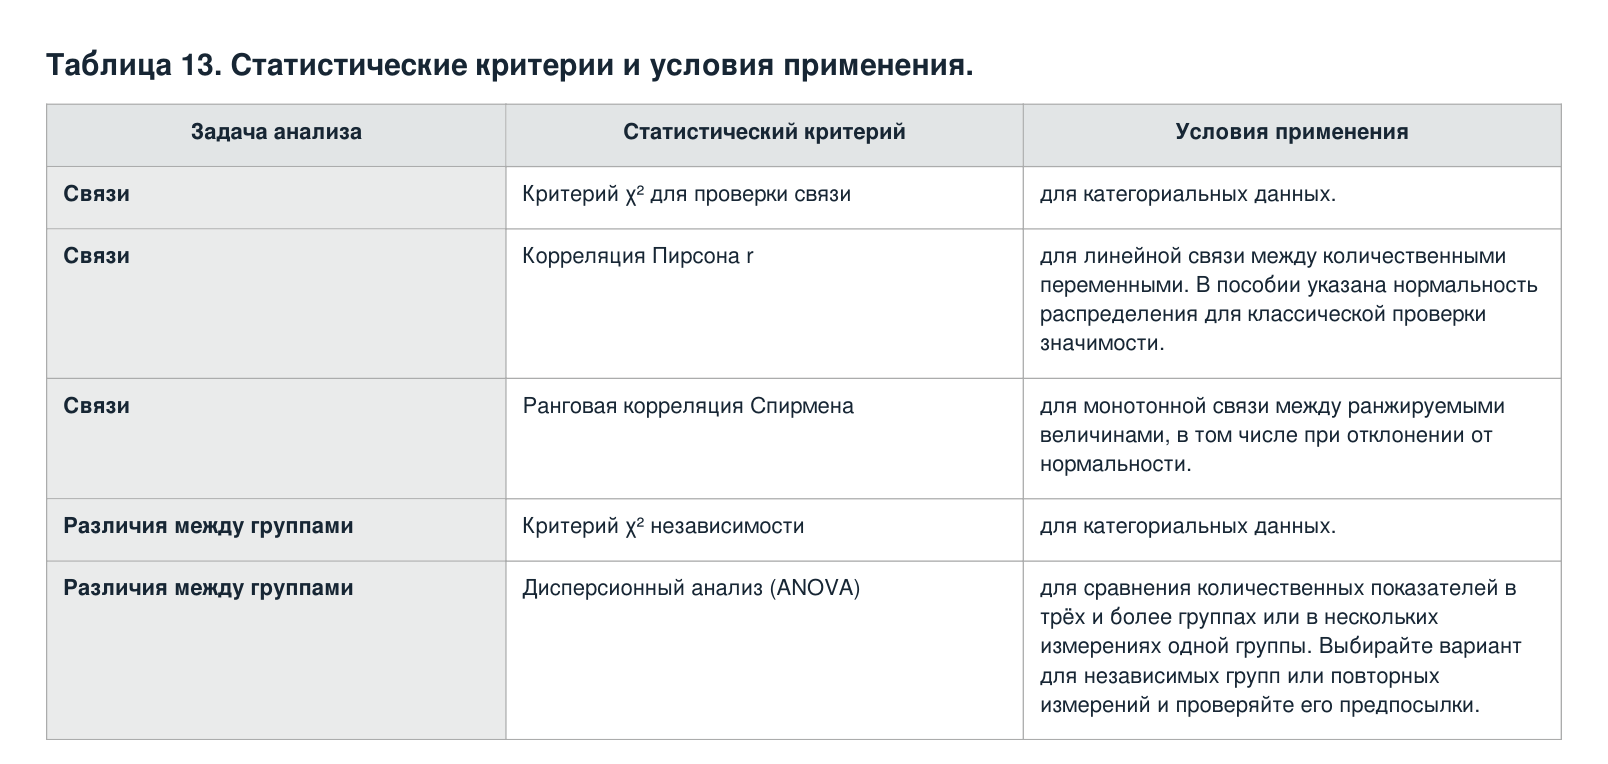 Таблица 13. Статистические критерии и условия применения.
Задача анализа
Статистический критерий
Условия применения
Связи
Критерий χ² для проверки связи
для категориальных данных.
Связи
Корреляция Пирсона r
для линейной связи между количественными
переменными. В пособии указана нормальность
распределения для классической проверки
значимости.
Связи
Ранговая корреляция Спирмена
для монотонной связи между ранжируемыми
величинами, в том числе при отклонении от
нормальности.
Различия между группами
Критерий χ² независимости
для категориальных данных.
Различия между группами
Дисперсионный анализ (ANOVA)
для сравнения количественных показателей в
трёх и более группах или в нескольких
измерениях одной группы. Выбирайте вариант
для независимых групп или повторных
измерений и проверяйте его предпосылки.